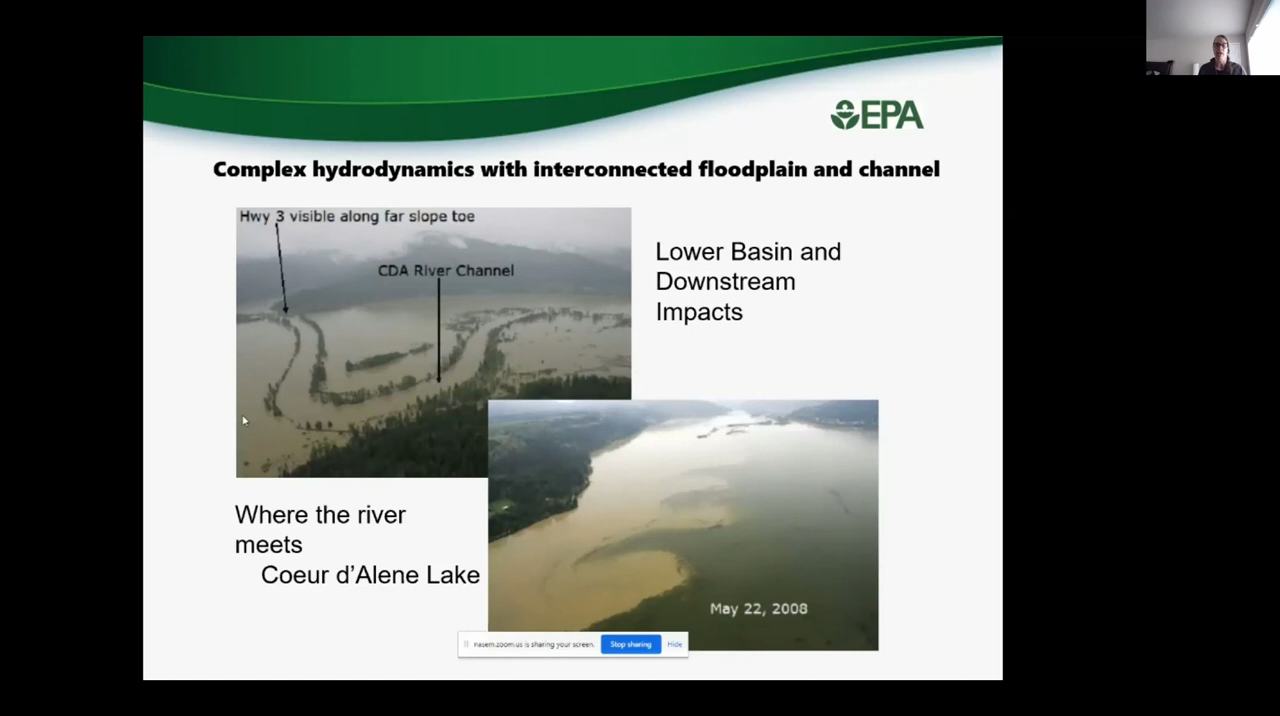 EPA
Complex hydrodynamics with interconnected floodplain and channel
Hwy 3 visible along far slope toe
CDA River Channel
Lower Basin and
Downstream
Impacts
Where the river
meets
Coeur d'Alene Lake
May 22, 2008
nasem.zoom.us is sharing your screen.
Stop sharing
Hide